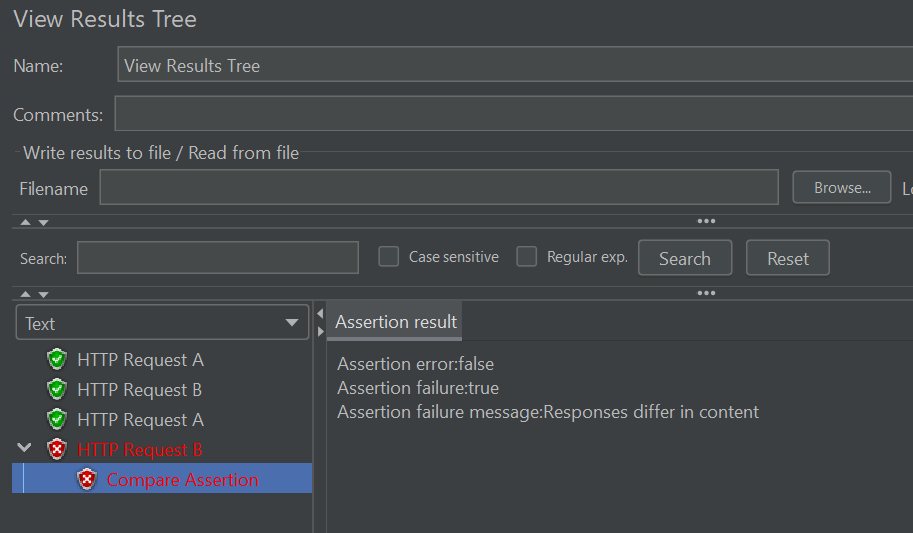 View Results Tree
Name: View Results Tree
Comments:
Write results to file / Read from file
Filename Browse...
Search: Case sensitive Regular exp. Search Reset
Text
HTTP Request A
HTTP Request B
HTTP Request A
HTTP Request B
Compare Assertion
Assertion result
Assertion error:false
Assertion failure:true
Assertion failure message:Responses differ in content